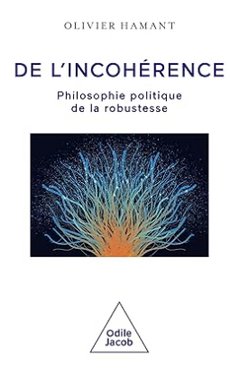 OLIVIER HAMANT
DE L'INCOHÉRENCE
Philosophie politique
de la robustesse
Odile
Jacob